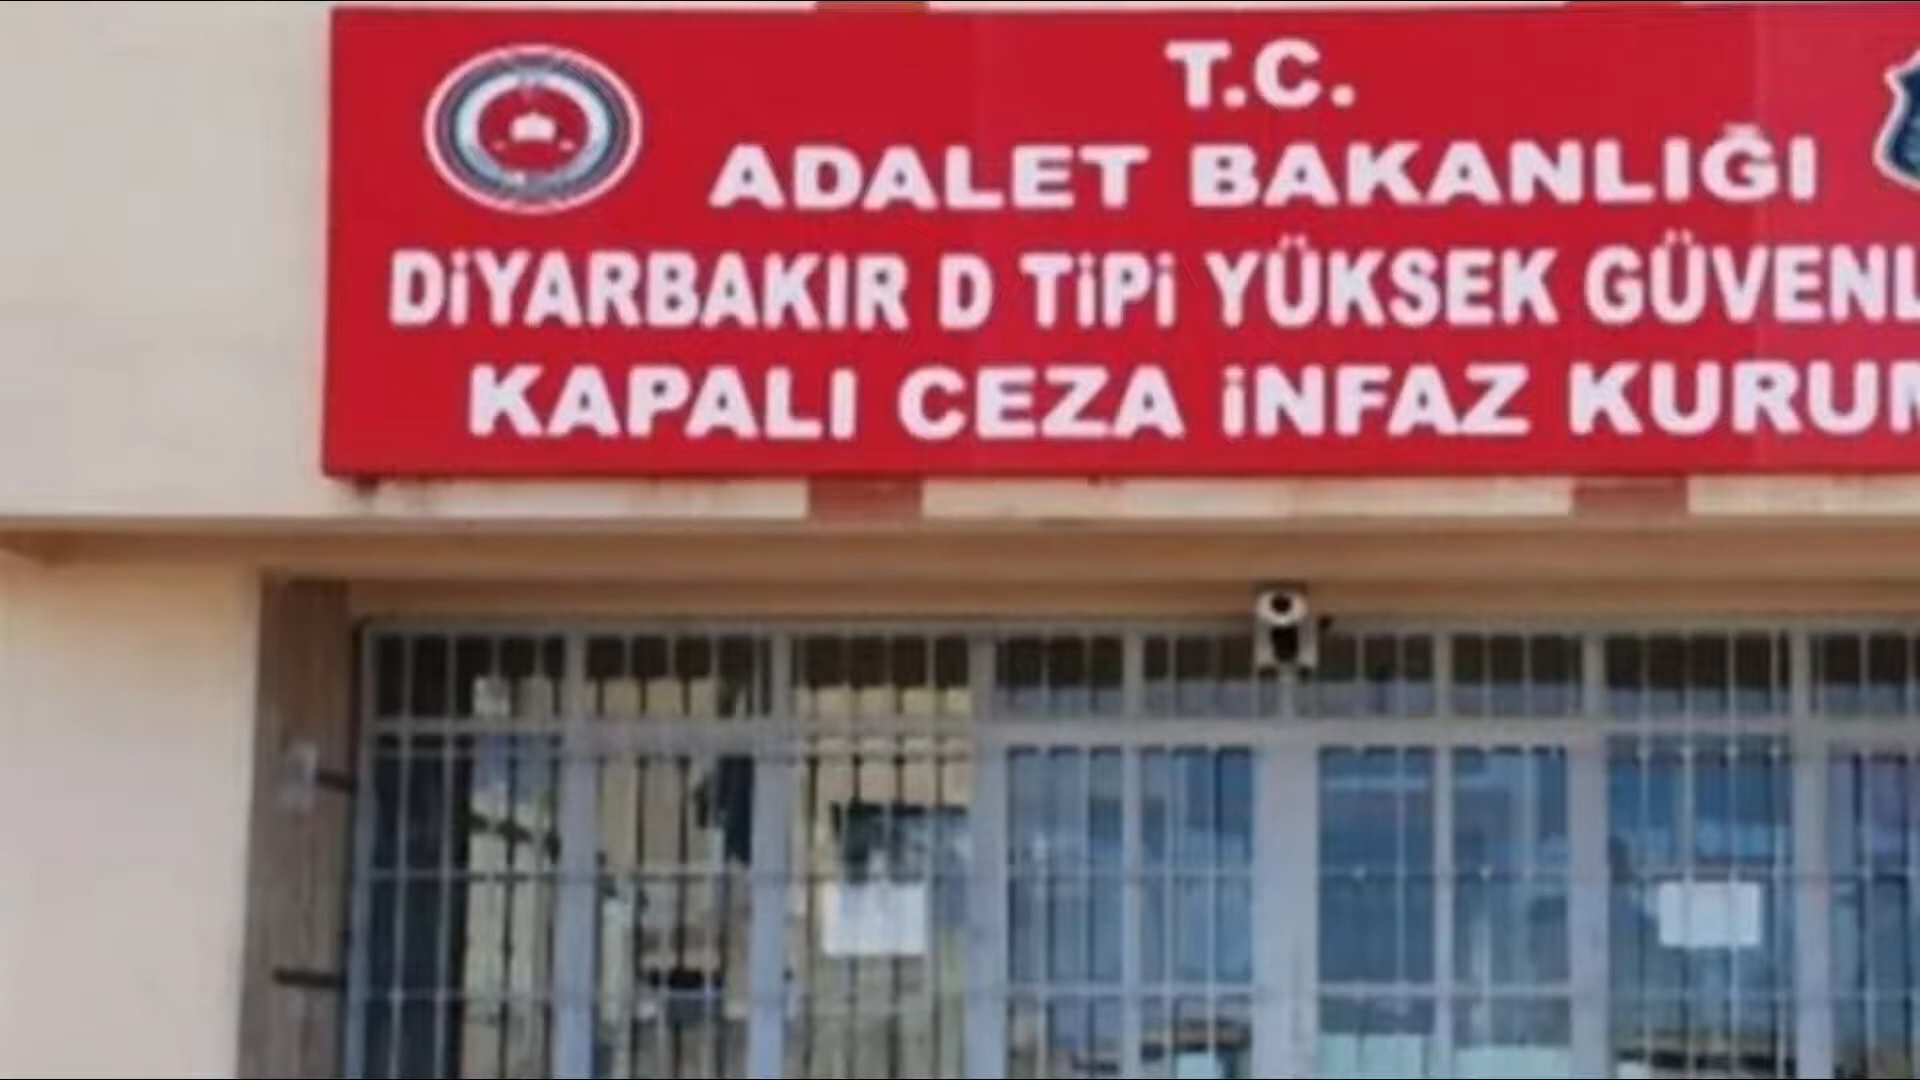 T.C.
ADALET BAKANLIĞI
DİYARBAKIR D TİPİ YÜKSEK GÜVENL
KAPALI CEZA İNFAZ KURUM